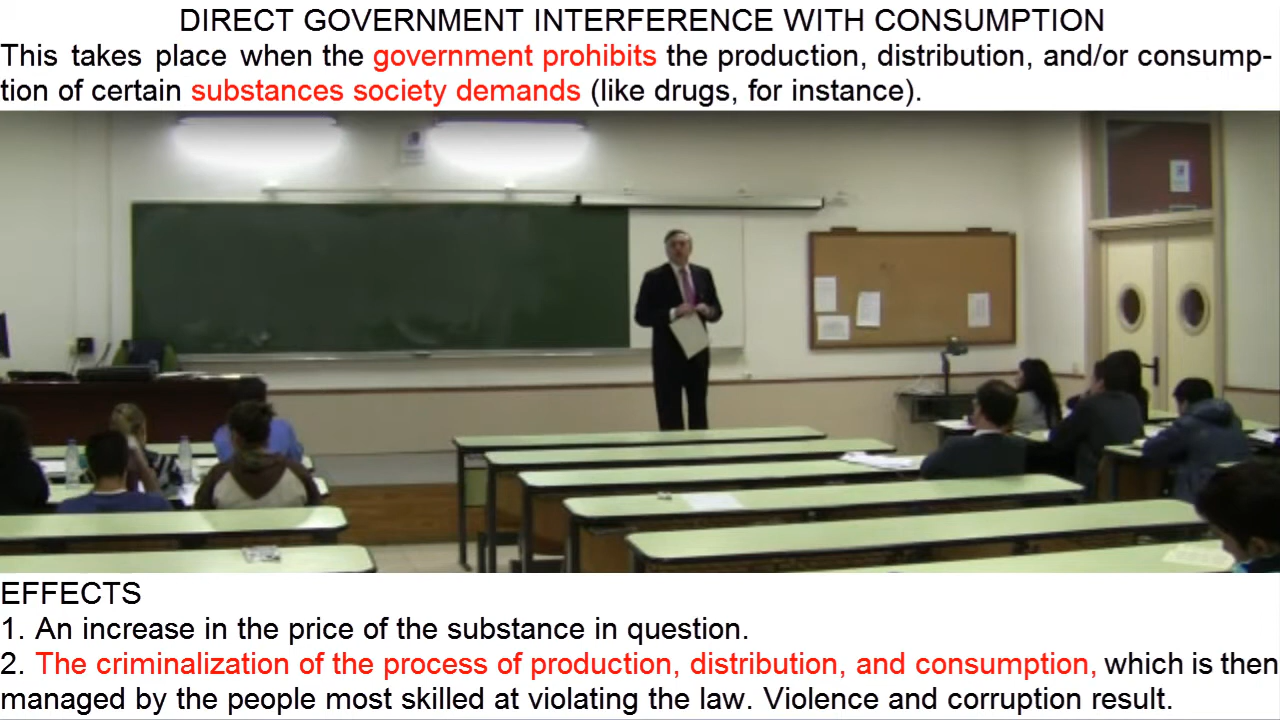 DIRECT GOVERNMENT INTERFERENCE WITH CONSUMPTION
This takes place when the government prohibits the production, distribution, and/or consump-
tion of certain substances society demands (like drugs, for instance).
EFFECTS
1. An increase in the price of the substance in question.
2. The criminalization of the process of production, distribution, and consumption, which is then
managed by the people most skilled at violating the law. Violence and corruption result.